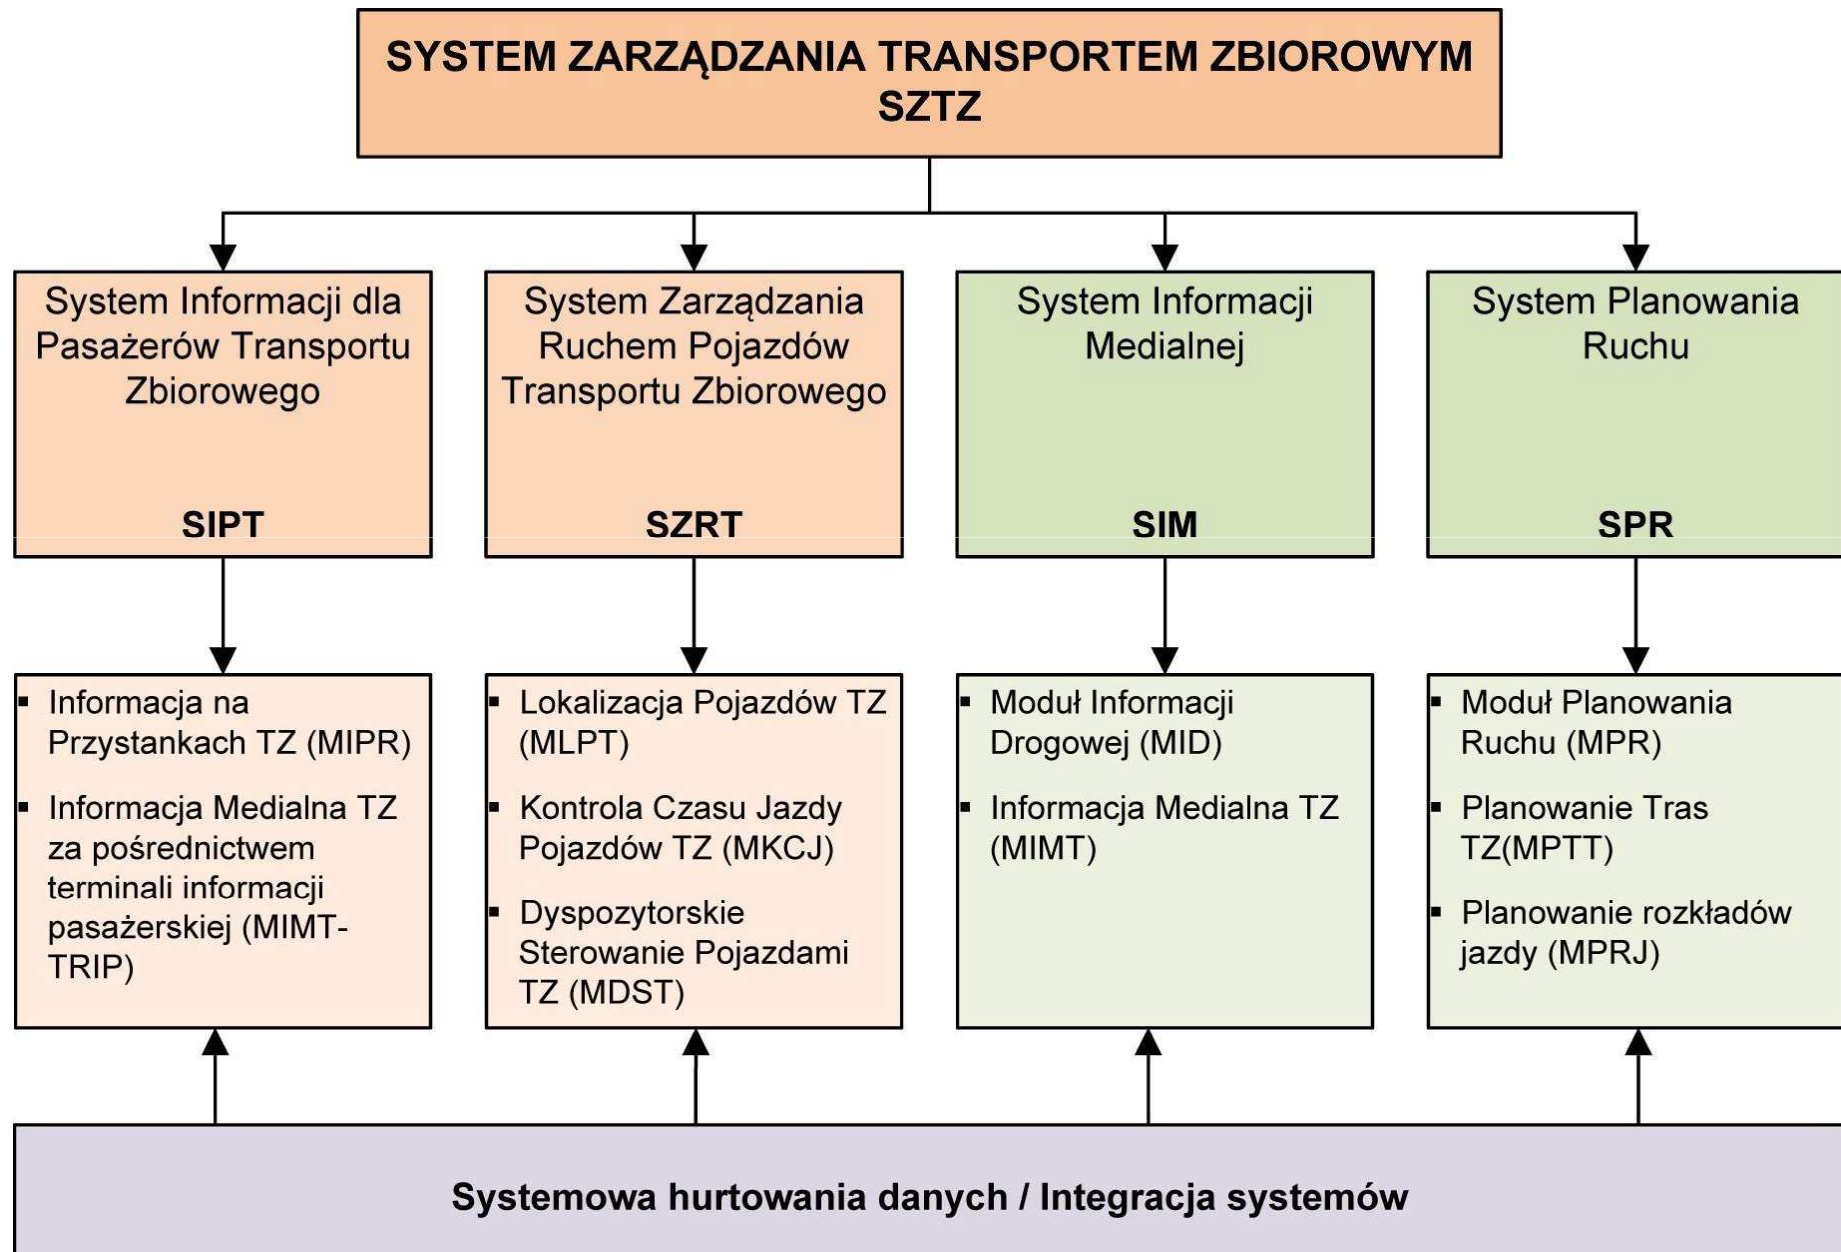 SYSTEM ZARZĄDZANIA TRANSPORTEM ZBIOROWYM
SZTZ
System Informacji dla
Pasażerów Transportu
Zbiorowego
SIPT
System Zarządzania
Ruchem Pojazdów
Transportu Zbiorowego
SZRT
System Informacji
Medialnej
SIM
System Planowania
Ruchu
SPR
▪ Informacja na
Przystankach TZ (MIPR)
▪ Informacja Medialna TZ
za pośrednictwem
terminali informacji
pasażerskiej (MIMT-
TRIP)
▪ Lokalizacja Pojazdów TZ
(MLPT)
▪ Kontrola Czasu Jazdy
Pojazdów TZ (MKCJ)
▪ Dyspozytorskie
Sterowanie Pojazdami
TZ (MDST)
▪ Moduł Informacji
Drogowej (MID)
▪ Informacja Medialna TZ
(MIMT)
▪ Moduł Planowania
Ruchu (MPR)
▪ Planowanie Tras
TZ(MPTT)
▪ Planowanie rozkładów
jazdy (MPRJ)
Systemowa hurtowania danych / Integracja systemów